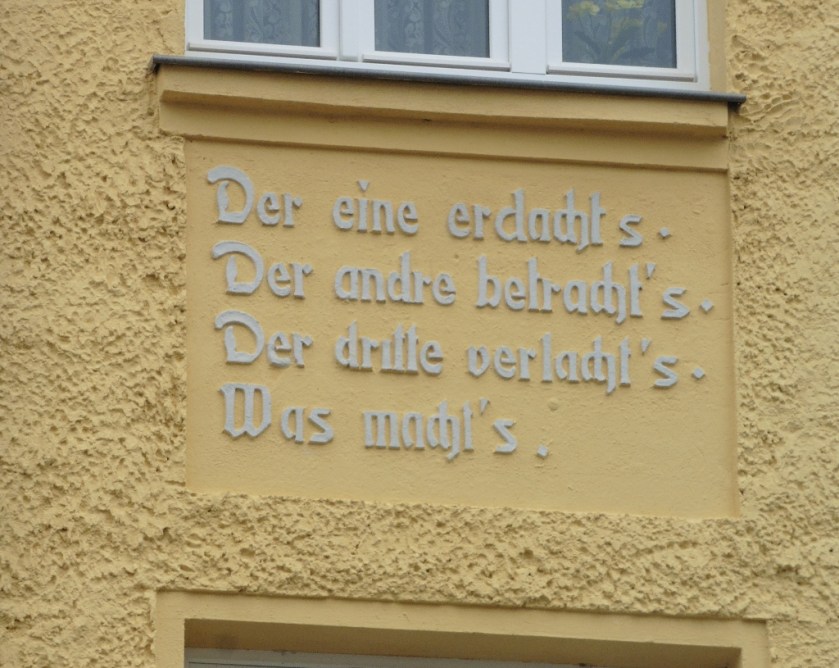 Der eine erdacht s.
Der andre betracht's.
Der dritte verlacht's.
Was macht's.